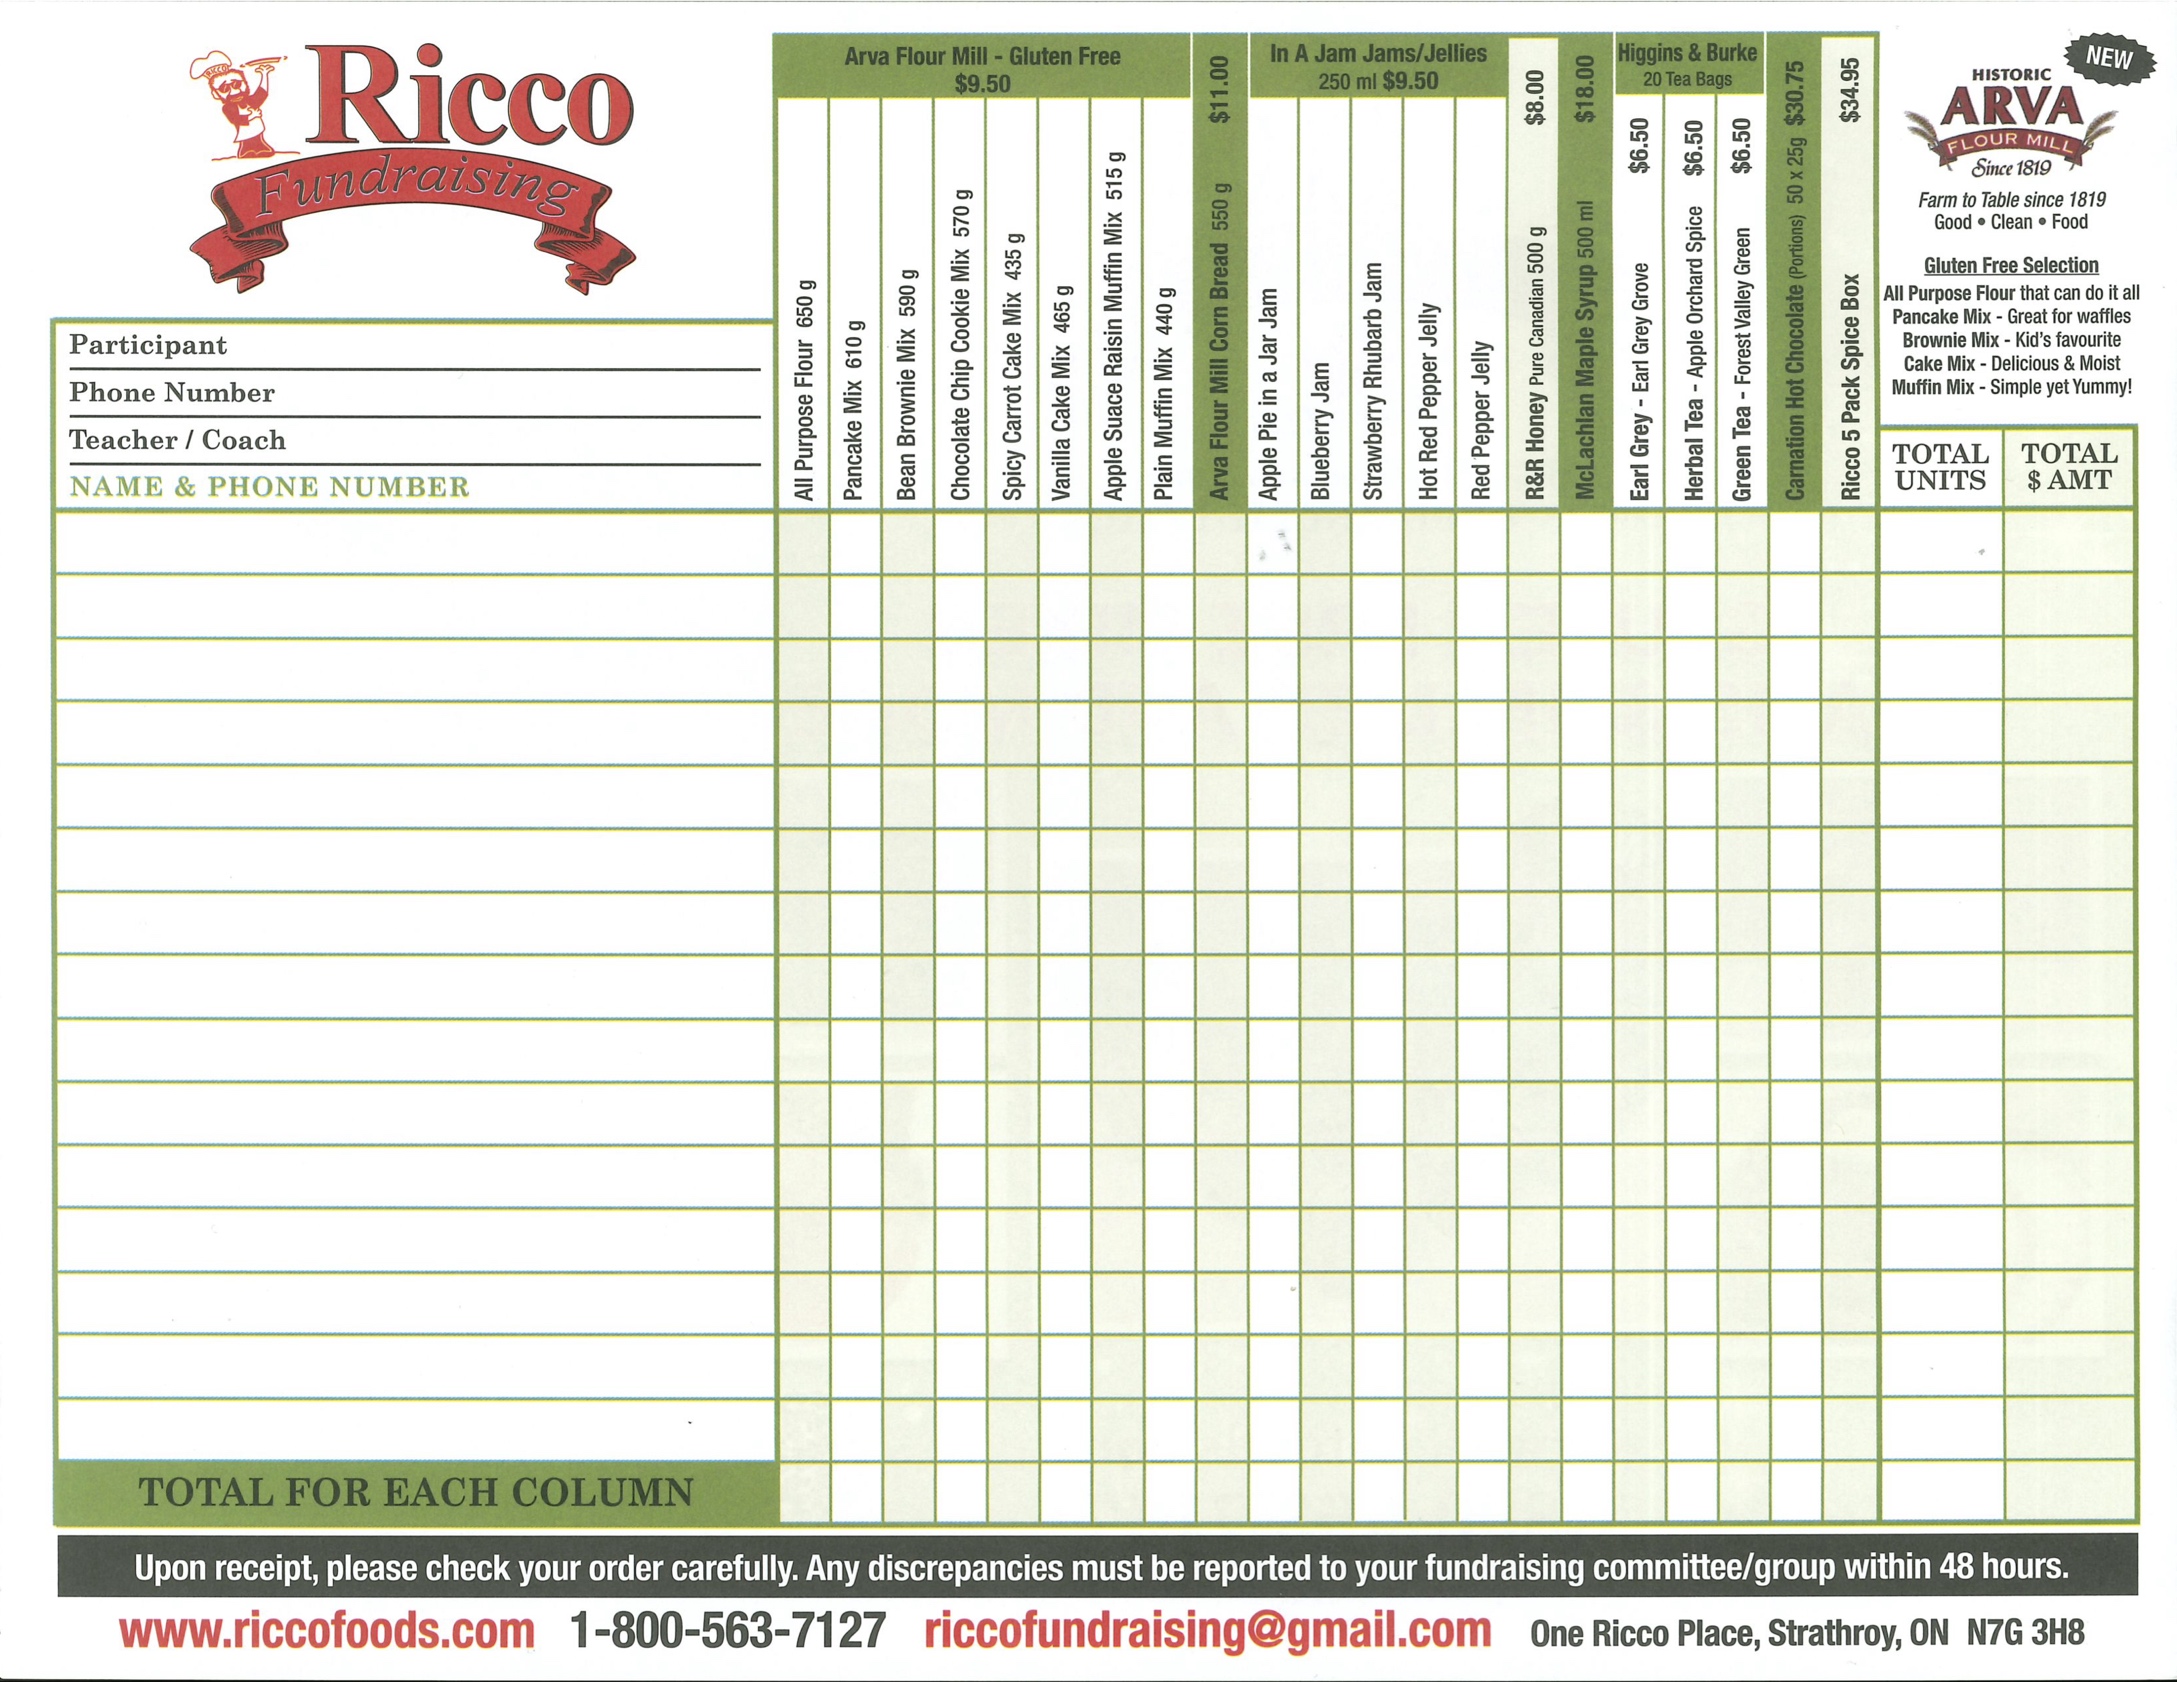 RICCO
Ricco
Fundraising
Participant
Phone Number
Teacher / Coach
NAME & PHONE NUMBER
Arva Flour Mill - Gluten Free
$9.50
All Purpose Flour 650 g
Pancake Mix 610 g
Bean Brownie Mix 590 g
Chocolate Chip Cookie Mix 570 g
Spicy Carrot Cake Mix 435 g
Vanilla Cake Mix 465 g
Apple Suace Raisin Muffin Mix 515 g
Plain Muffin Mix 440 g
Arva Flour Mill Corn Bread 550 g $11.00
In A Jam Jams/Jellies
250 ml $9.50
Apple Pie in a Jar Jam
Blueberry Jam
Strawberry Rhubarb Jam
Hot Red Pepper Jelly
Red Pepper Jelly
R&R Honey Pure Canadian 500 g $8.00
McLachlan Maple Syrup 500 ml $18.00
Higgins & Burke
20 Tea Bags
Earl Grey - Earl Grey Grove $6.50
Herbal Tea - Apple Orchard Spice $6.50
Green Tea - Forest Valley Green $6.50
Carnation Hot Chocolate (Portions) 50 x 25g $30.75
Ricco 5 Pack Spice Box $34.95
NEW
HISTORIC
ARVA
FLOUR MILL
Since 1819
Farm to Table since 1819
Good • Clean • Food
Gluten Free Selection
All Purpose Flour that can do it all
Pancake Mix - Great for waffles
Brownie Mix - Kid's favourite
Cake Mix - Delicious & Moist
Muffin Mix - Simple yet Yummy!
TOTAL UNITS
TOTAL $ AMT
TOTAL FOR EACH COLUMN
Upon receipt, please check your order carefully. Any discrepancies must be reported to your fundraising committee/group within 48 hours.
www.riccofoods.com 1-800-563-7127 riccofundraising@gmail.com One Ricco Place, Strathroy, ON N7G 3H8